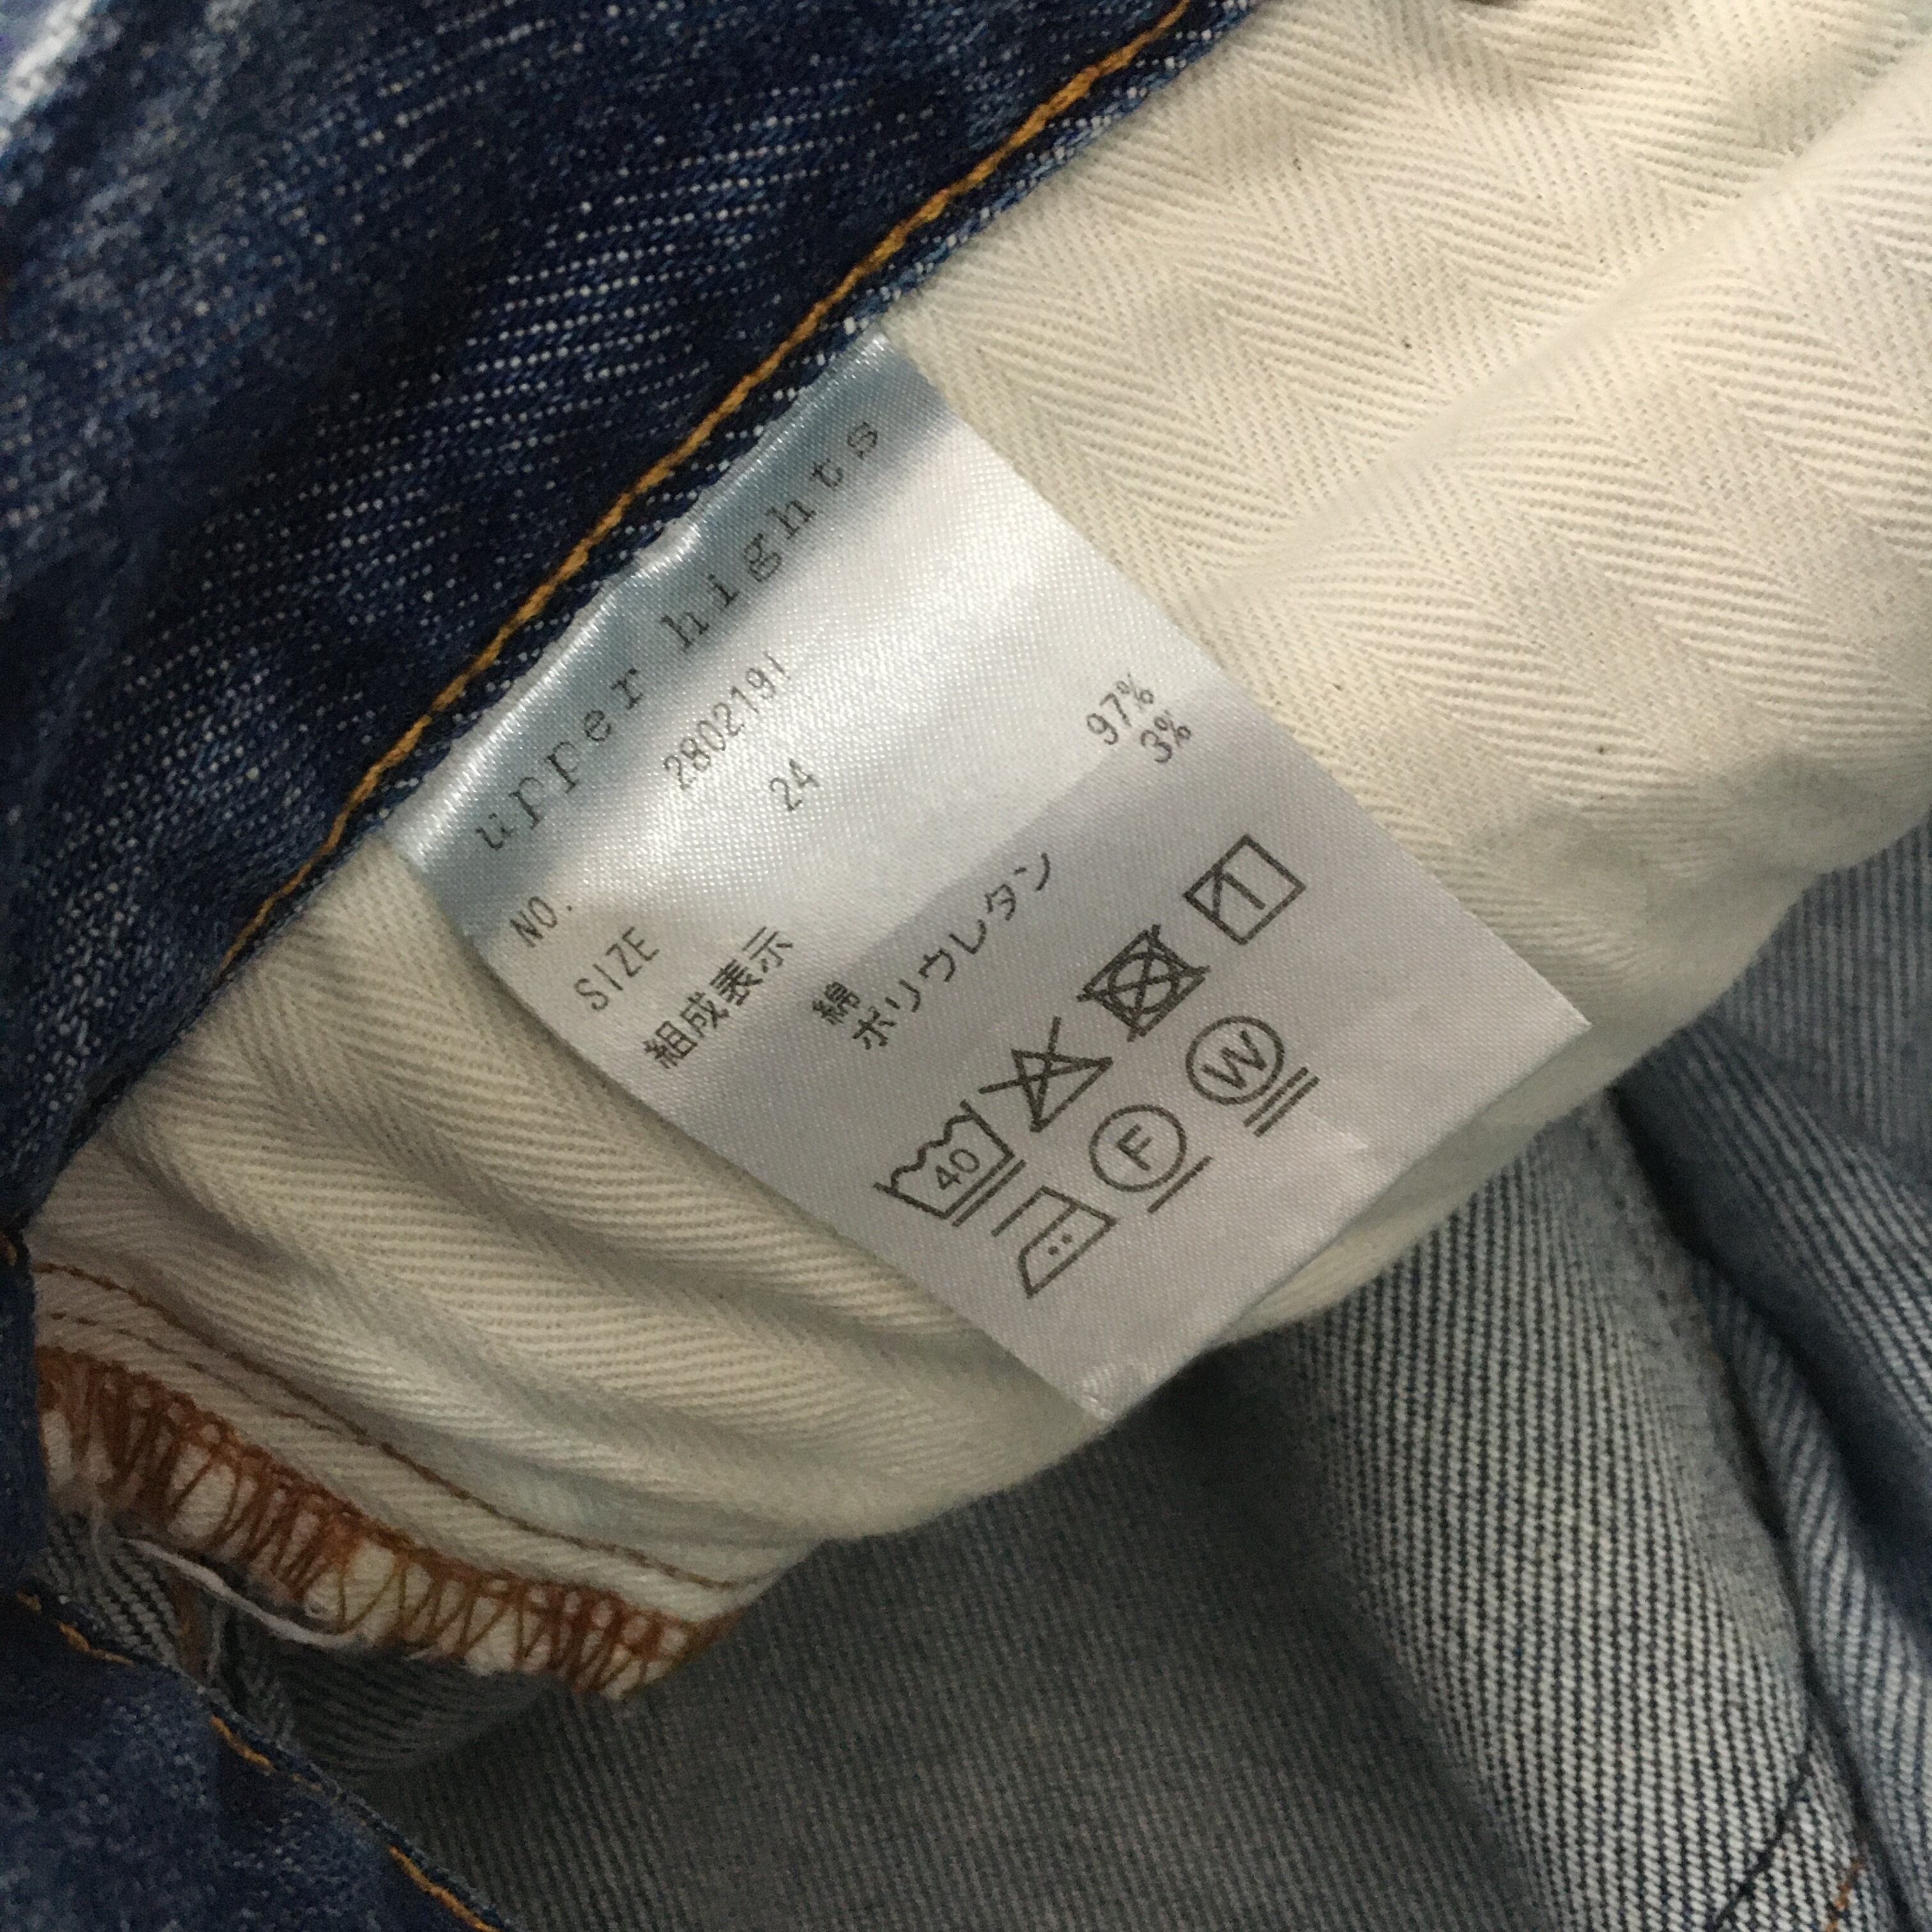 upper hights
NO. 2802191
SIZE 24
組成表示
綿 97%
ポリウレタン 3%
40
F W